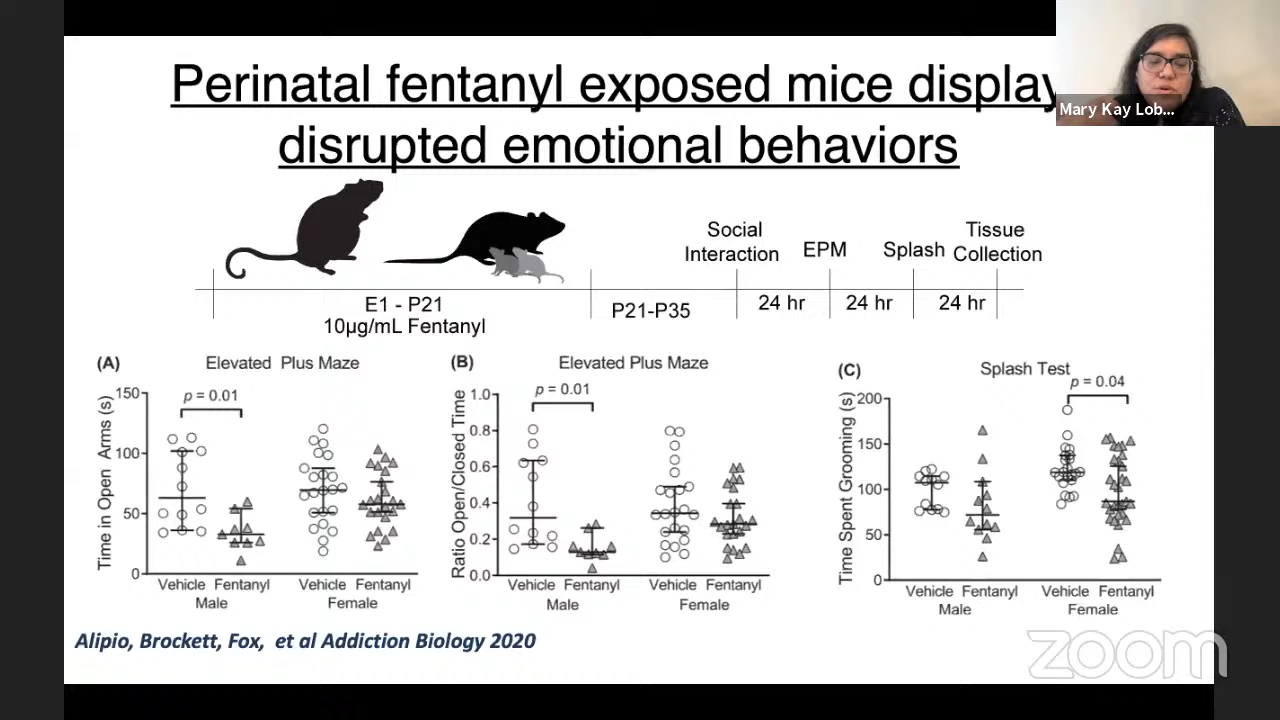 Perinatal fentanyl exposed mice display
disrupted emotional behaviors
Mary Kay Lob...
Social
Interaction
EPM
Splash
Tissue
Collection
E1 - P21
10µg/mL Fentanyl
P21-P35
24 hr
24 hr
24 hr
(A)
Elevated Plus Maze
Time in Open Arms (s)
150
100
50
0
p = 0.01
Vehicle Fentanyl
Male
Vehicle Fentanyl
Female
(B)
Elevated Plus Maze
Ratio Open/Closed Time
1.0
0.8
0.6
0.4
0.2
0.0
p = 0.01
Vehicle Fentanyl
Male
Vehicle Fentanyl
Female
(C)
Splash Test
Time Spent Grooming (s)
200
150
100
50
0
p = 0.04
Vehicle Fentanyl
Male
Vehicle Fentanyl
Female
Alipio, Brockett, Fox, et al Addiction Biology 2020
zoom